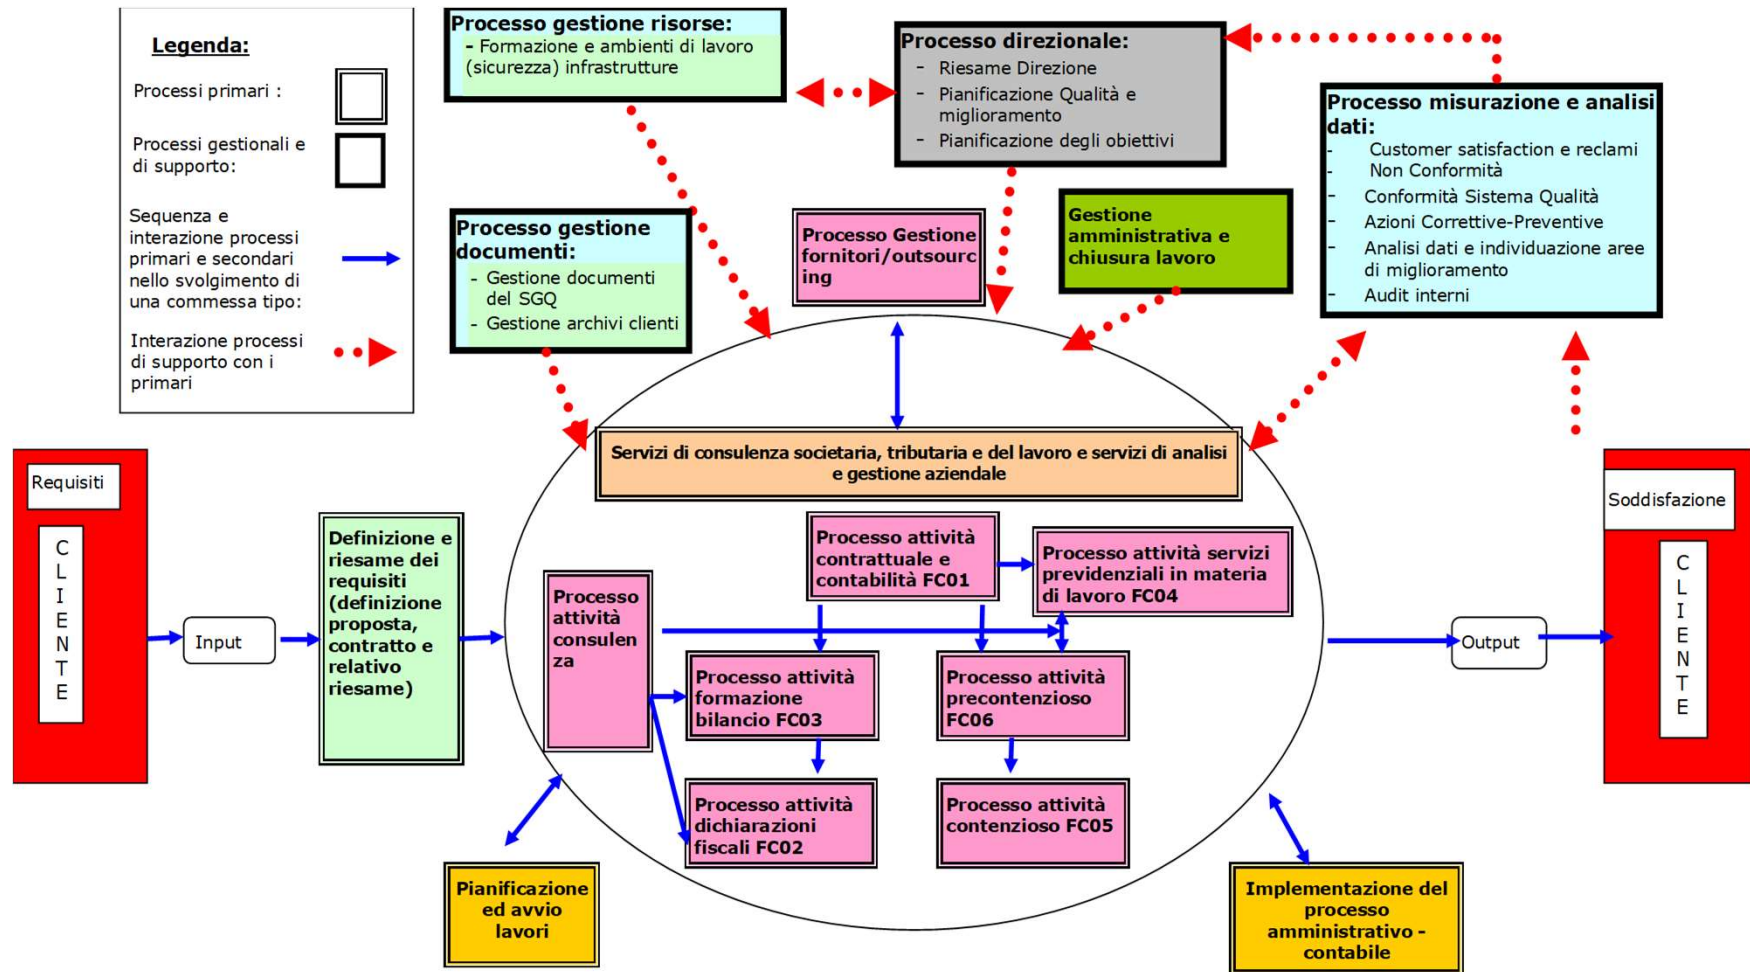 Legenda:
Processi primari :
Processi gestionali e
di supporto:
Sequenza e
interazione processi
primari e secondari
nello svolgimento di
una commessa tipo:
Interazione processi
di supporto con i
primari
Processo gestione risorse:
- Formazione e ambienti di lavoro
(sicurezza) infrastrutture
Processo direzionale:
- Riesame Direzione
- Pianificazione Qualità e
miglioramento
- Pianificazione degli obiettivi
Processo misurazione e analisi
dati:
- Customer satisfaction e reclami
- Non Conformità
- Conformità Sistema Qualità
- Azioni Correttive-Preventive
- Analisi dati e individuazione aree
di miglioramento
- Audit interni
Processo gestione
documenti:
- Gestione documenti
del SGQ
- Gestione archivi clienti
Processo Gestione
fornitori/outsourc
ing
Gestione
amministrativa e
chiusura lavoro
Servizi di consulenza societaria, tributaria e del lavoro e servizi di analisi
e gestione aziendale
Requisiti
CLIENTE
Input
Definizione e
riesame dei
requisiti
(definizione
proposta,
contratto e
relativo
riesame)
Processo
attività
consulen
za
Processo attività
contrattuale e
contabilità FC01
Processo attività servizi
previdenziali in materia
di lavoro FC04
Processo attività
formazione
bilancio FC03
Processo attività
precontenzioso
FC06
Processo attività
dichiarazioni
fiscali FC02
Processo attività
contenzioso FC05
Output
Soddisfazione
CLIENTE
Pianificazione
ed avvio
lavori
Implementazione del
processo
amministrativo -
contabile